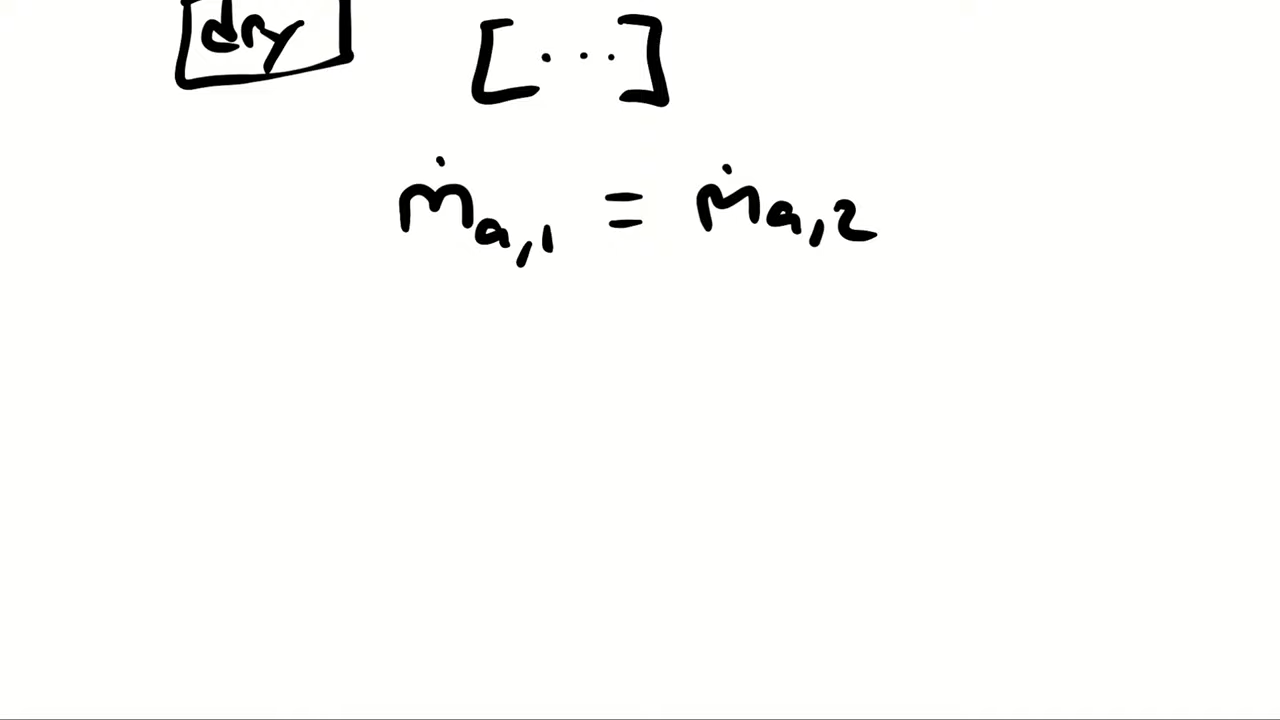 dry
[...]
ṁa,1 = ṁa,2